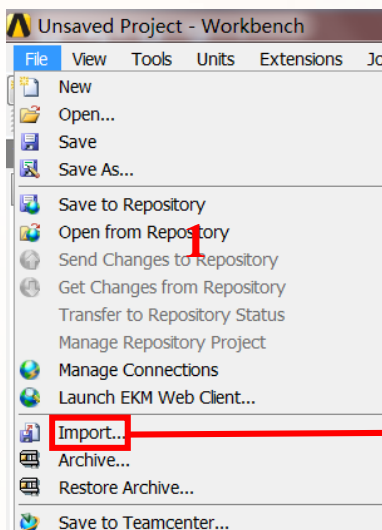 Unsaved Project - Workbench
File View Tools Units Extensions Jo
New
Open...
Save
Save As...
Save to Repository
Open from Repository
1
Send Changes to Repository
Get Changes from Repository
Transfer to Repository Status
Manage Repository Project
Manage Connections
Launch EKM Web Client...
Import...
Archive...
Restore Archive...
Save to Teamcenter...